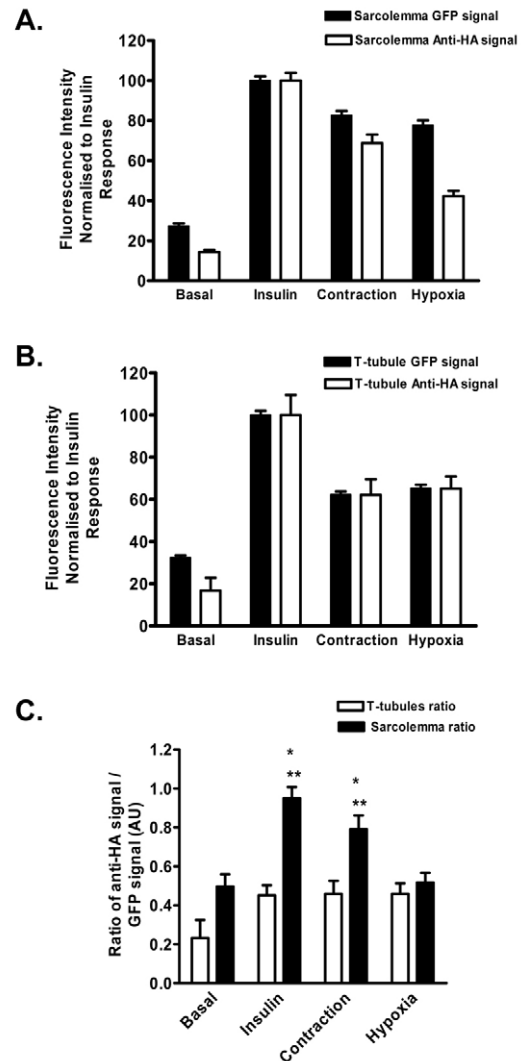 A.
Sarcolemma GFP signal
Sarcolemma Anti-HA signal
Fluorescence Intensity
Normalised to Insulin
Response
120
100
80
60
40
20
0
Basal Insulin Contraction Hypoxia
B.
T-tubule GFP signal
T-tubule Anti-HA signal
Fluorescence Intensity
Normalised to Insulin
Response
120
100
80
60
40
20
0
Basal Insulin Contraction Hypoxia
C.
T-tubules ratio
Sarcolemma ratio
Ratio of anti-HA signal /
GFP signal (AU)
1.2
1.0
0.8
0.6
0.4
0.2
0.0
*
**
*
**
Basal Insulin Contraction Hypoxia